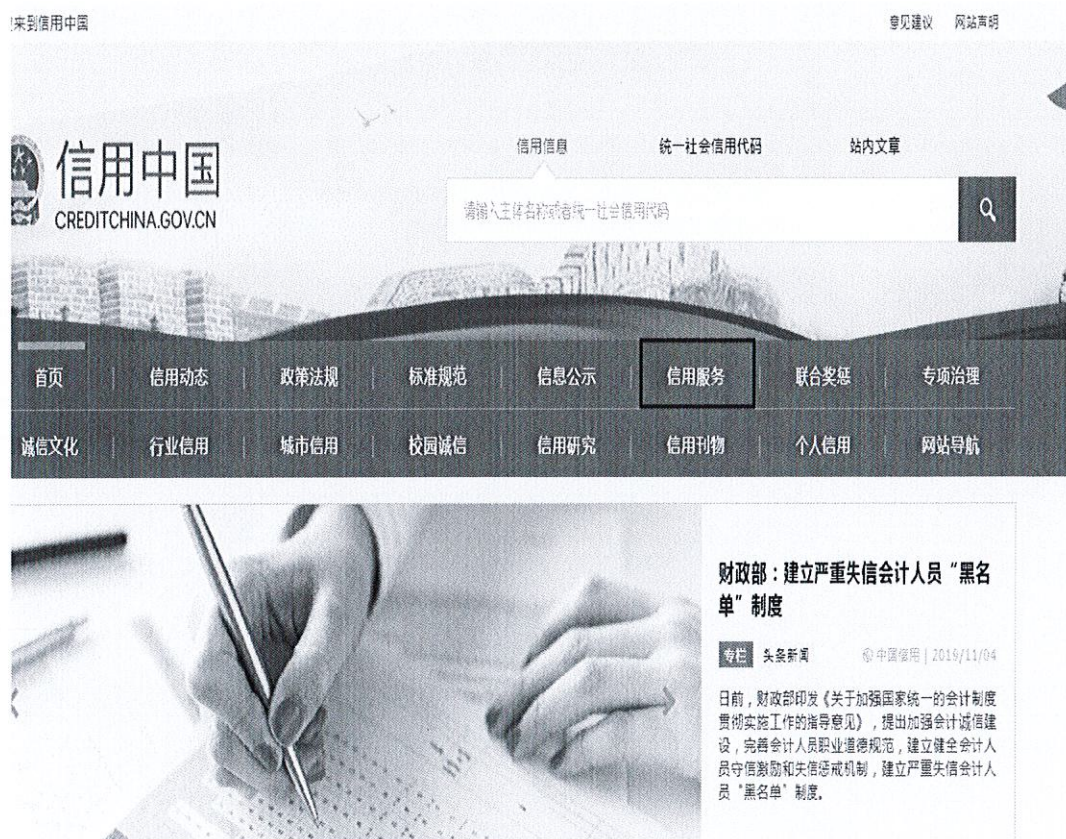 来到信用中国
意见建议 网站声明
信用中国
CREDITCHINA.GOV.CN
信用信息 统一社会信用代码 站内文章
请输入主体名称或者统一社会信用代码
首页 信用动态 政策法规 标准规范 信息公示 信用服务 联合奖惩 专项治理
诚信文化 行业信用 城市信用 校园诚信 信用研究 信用刊物 个人信用 网站导航
财政部：建立严重失信会计人员“黑名
单”制度
专栏 头条新闻 中国信用 | 2019/11/04
日前，财政部印发《关于加强国家统一的会计制度
贯彻实施工作的指导意见》，提出加强会计诚信建
设，完善会计人员职业道德规范，建立健全会计人
员守信激励和失信惩戒机制，建立严重失信会计人
员“黑名单”制度。